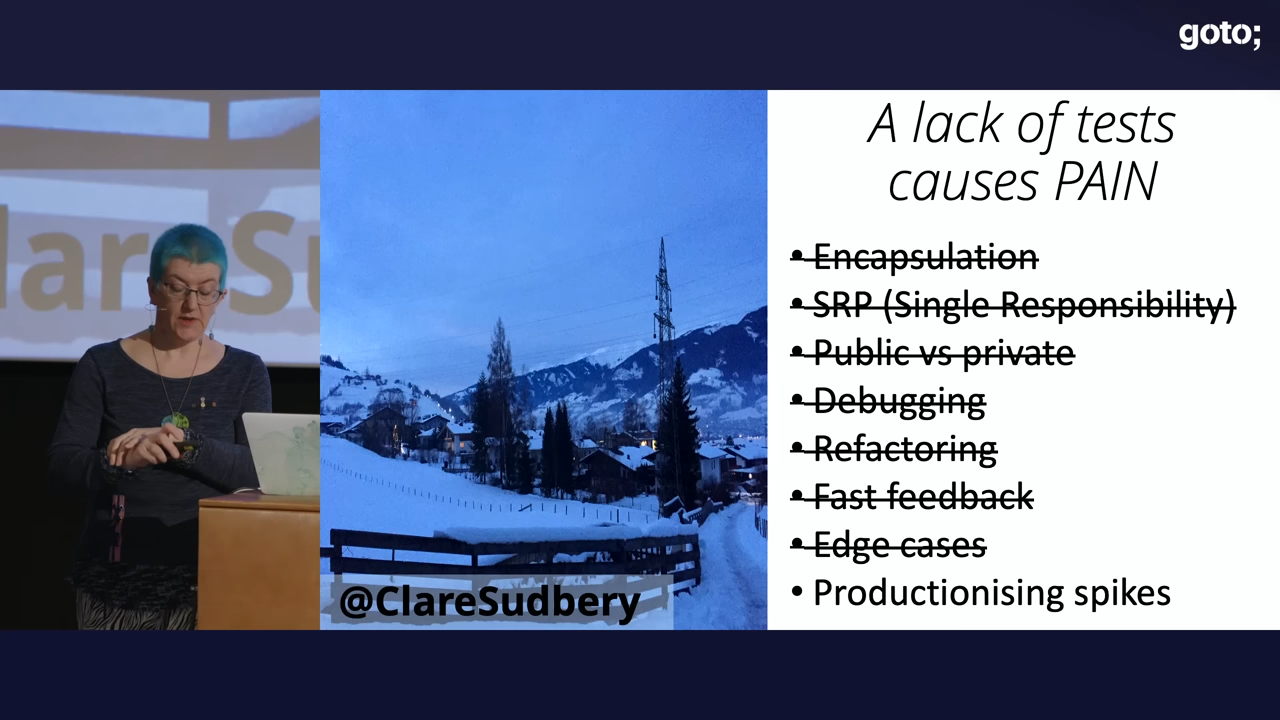 goto;
lare Su
@ClareSudbery
A lack of tests
causes PAIN
• Encapsulation
• SRP (Single Responsibility)
• Public vs private
• Debugging
• Refactoring
• Fast feedback
• Edge cases
• Productionising spikes